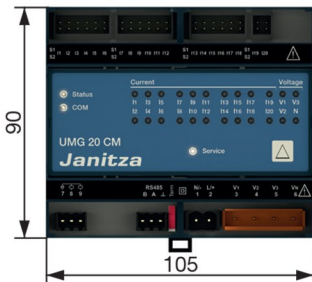 S1 I1 I2 I3 I4 I5 I6 S1 I7 I8 I9 I10 I11 I12 S1 I13 I14 I15 I16 I17 I18 S1 I19 I20
S2 S2 S2 S2
Current Voltage
Status
COM
I1 I3 I5 I7 I9 I11 I13 I15 I17 I19 V1 V3
I2 I4 I6 I8 I10 I12 I14 I16 I18 I20 V2 N
UMG 20 CM
Janitza
Service
RS485 N/- L/+ V1 V2 V3 VN
7 8 9 B A Term 1 2 3 4 5 6
90
105